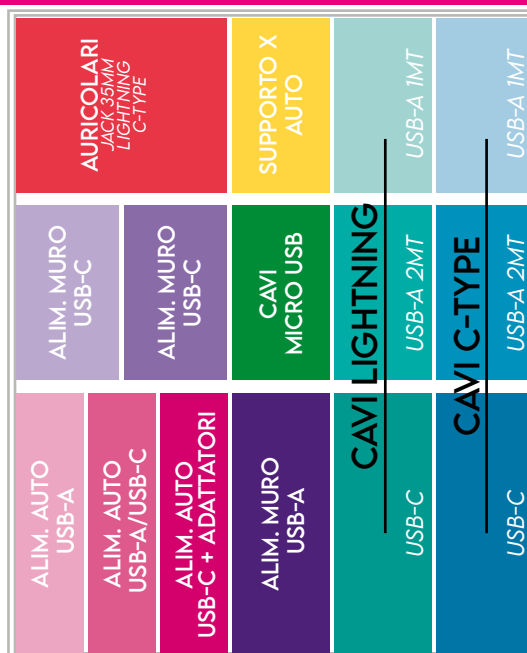 AURICOLARI
JACK 35MM
LIGHTNING
C-TYPE
SUPPORTO X
AUTO
USB-A 1MT
USB-A 1MT
ALIM. MURO
USB-C
ALIM. MURO
USB-C
CAVI
MICRO USB
CAVI LIGHTNING
USB-A 2MT
CAVI C-TYPE
USB-A 2MT
ALIM. AUTO
USB-A
ALIM. AUTO
USB-A/USB-C
ALIM. AUTO
USB-C + ADATTATORI
ALIM. MURO
USB-A
USB-C
USB-C